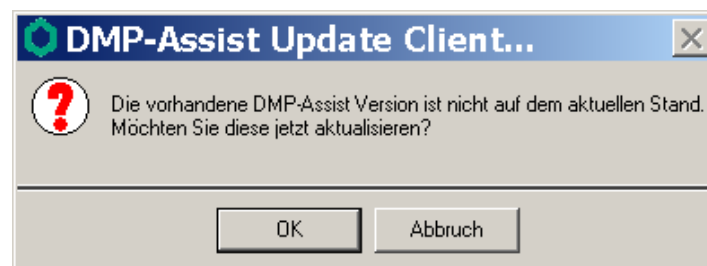 DMP-Assist Update Client...
Die vorhandene DMP-Assist Version ist nicht auf dem aktuellen Stand.
Möchten Sie diese jetzt aktualisieren?
OK Abbruch